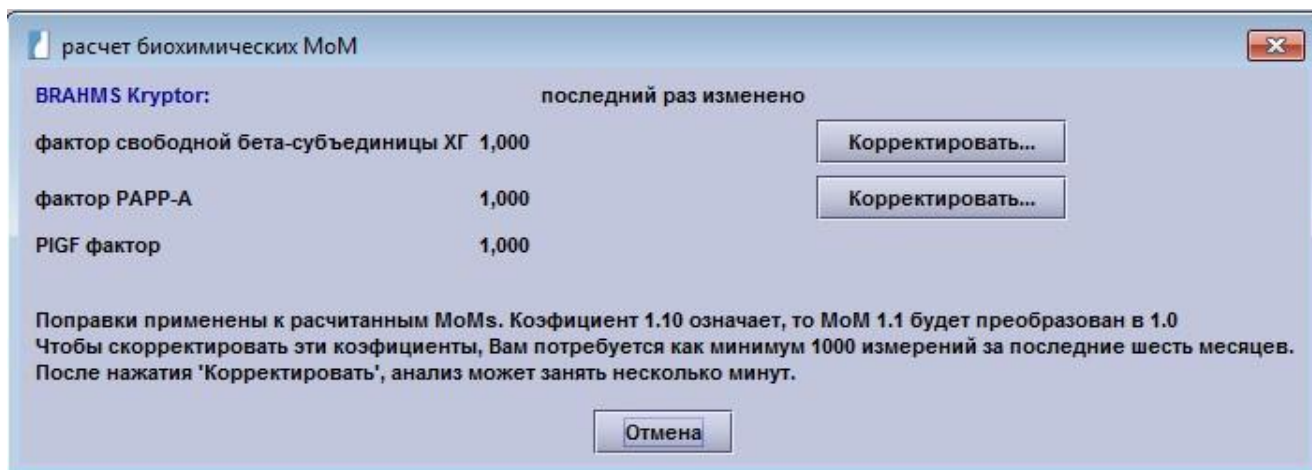 расчет биохимических МоМ
BRAHMS Kryptor: последний раз изменено
фактор свободной бета-субъединицы ХГ 1,000 Корректировать...
фактор PAPP-A 1,000 Корректировать...
PIGF фактор 1,000
Поправки применены к расчитанным MoMs. Коэфициент 1.10 означает, то МоМ 1.1 будет преобразован в 1.0
Чтобы скорректировать эти коэфициенты, Вам потребуется как минимум 1000 измерений за последние шесть месяцев.
После нажатия 'Корректировать', анализ может занять несколько минут.
Отмена